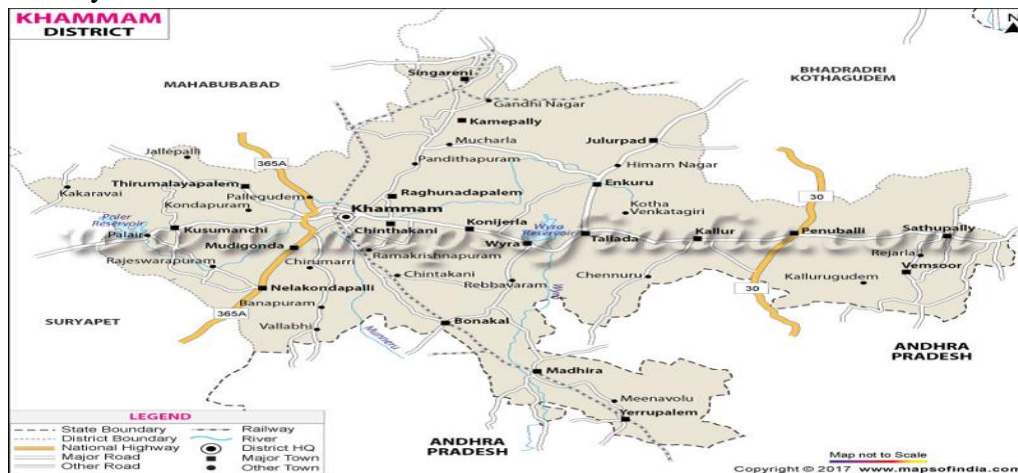 KHAMMAM
DISTRICT
N
MAHABUBABAD
BHADRADRI
KOTHAGUDEM
Singareni
Gandhi Nagar
Kamepally
Mucharla
Julurpad
Jallepalli
365A
Pandithapuram
Himam Nagar
Kakaravai
Thirumalayapalem
Pallegudem
Raghunadapalem
Enkuru
30
Kondapuram
Khammam
Kotha
Venkatagiri
Paler
Reservoir
Palair
Kusumanchi
Chinthakani
Konijerla
Wyra
Reservoir
Tallada
Kallur
Penuballi
Sathupally
www.mapsofindia.com
Mudigonda
Ramakrishnapuram
Wyra
Rejarla
Rajeswarapuram
Chirumarri
Chintakani
Rebbavaram
Chennuru
Kallurugudem
Vemsoor
Nelakondapalli
Wyra
30
Banapuram
365A
SURYAPET
Vallabhi
Munneru
Bonakal
ANDHRA
PRADESH
Madhira
Meenavolu
Yerrupalem
ANDHRA
PRADESH
LEGEND
State Boundary
District Boundary
National Highway
Major Road
Other Road
Railway
River
District HQ
Major Town
Other Town
Map not to Scale
Copyright © 2017 www.mapsofindia.com